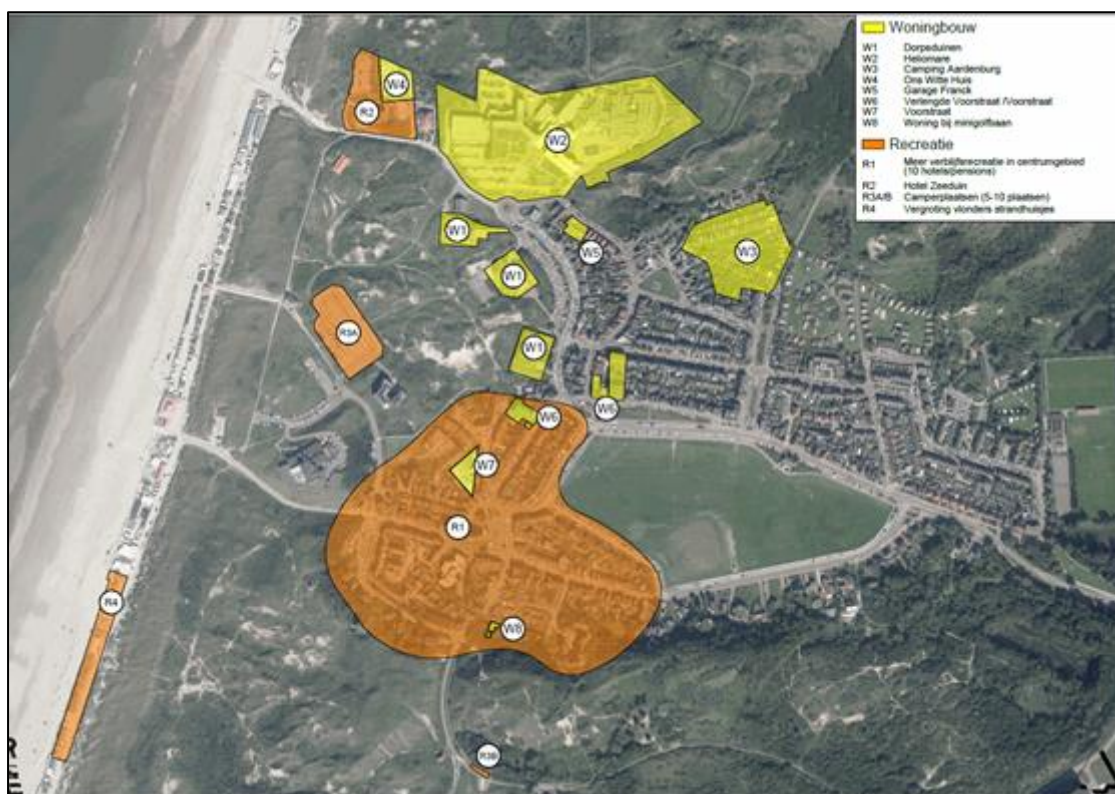 Woningbouw
W1 Dorpsduinen
W2 Heliomare
W3 Camping Aardenburg
W4 Ons Witte Huis
W5 Garage Franck
W6 Verlengde Voorstraat /Voorstraat
W7 Voorstraat
W8 Woning bij minigolfbaan
Recreatie
R1 Meer verblijfsrecreatie in centrumgebied
(10 hotels/pensions)
R2 Hotel Zeeduin
R3A/B Camperplaatsen (5-10 plaatsen)
R4 Vergroting vlonders strandhuisjes
W4
R2
W2
W1
W5
W3
W1
R3A
W1
W6
W6
W7
R1
R4
W8
R3B